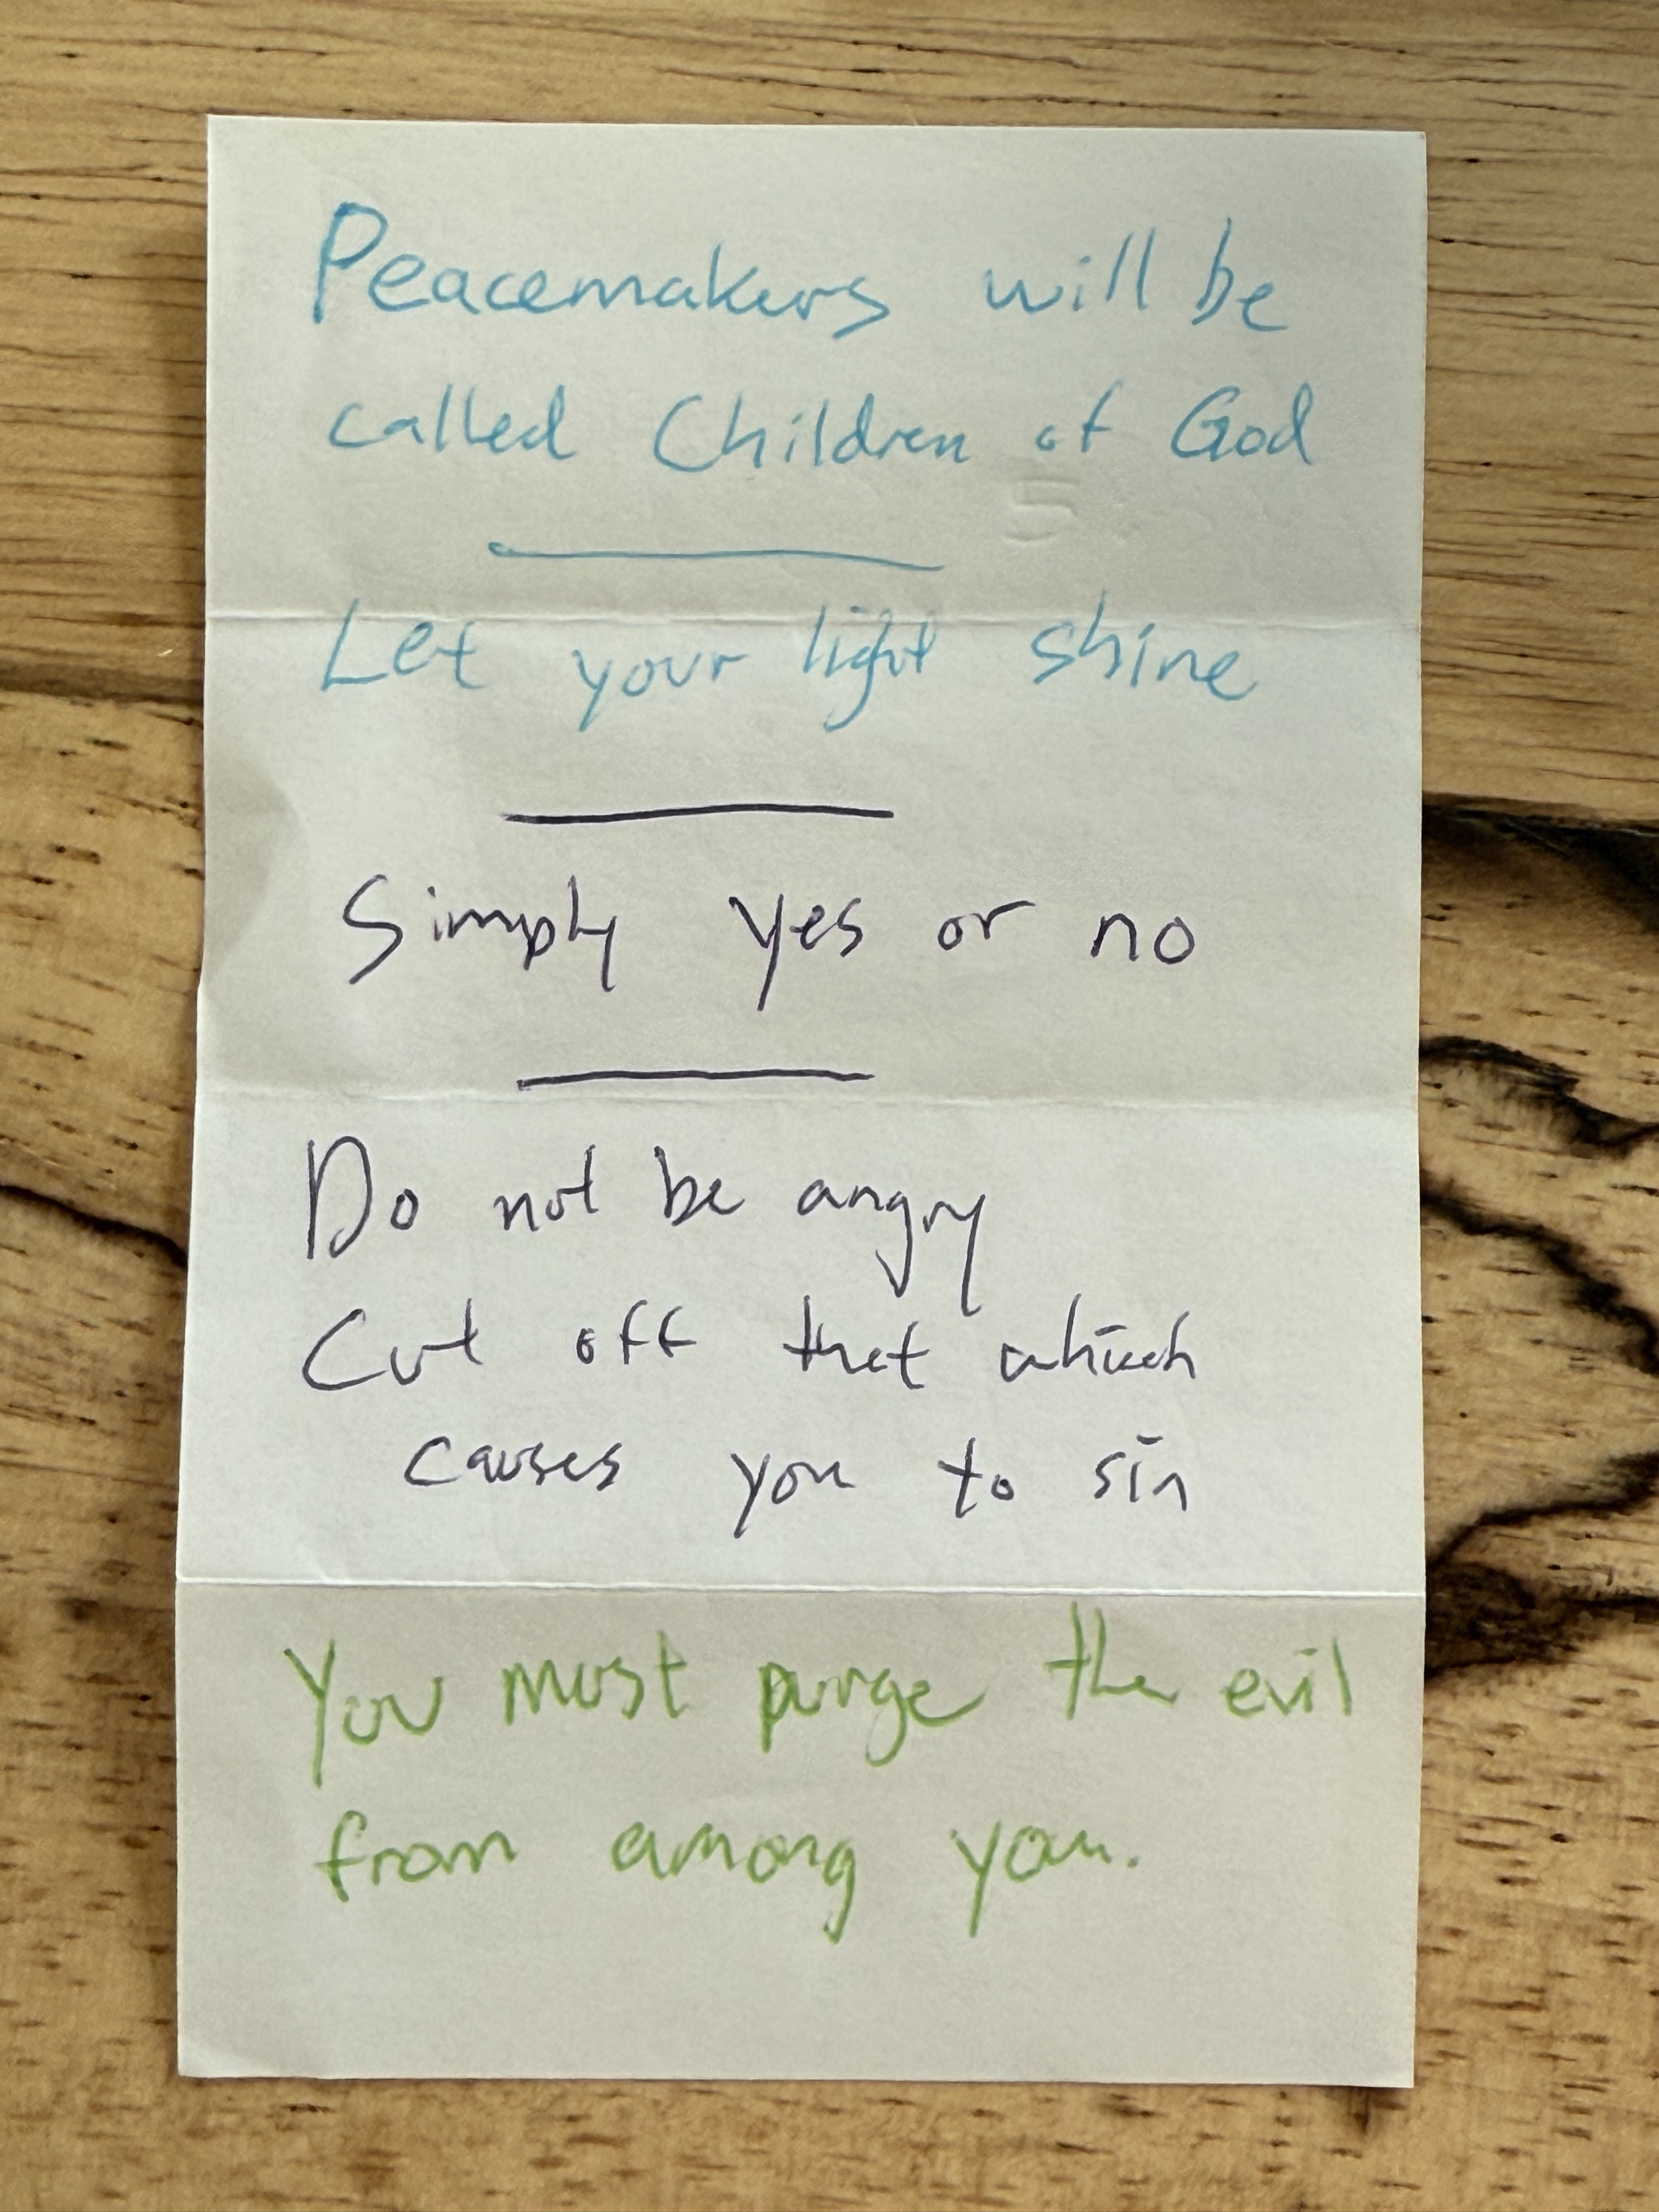 Peacemakers will be
called Children of God
5
Let your light shine
Simply yes or no
Do not be angry
Cut off that which
causes you to sin
You must purge the evil
from among you.